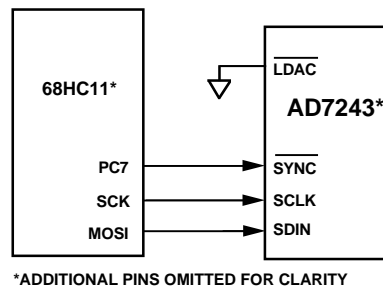 68HC11*
LDAC
AD7243*
PC7
SYNC
SCK
SCLK
MOSI
SDIN
*ADDITIONAL PINS OMITTED FOR CLARITY